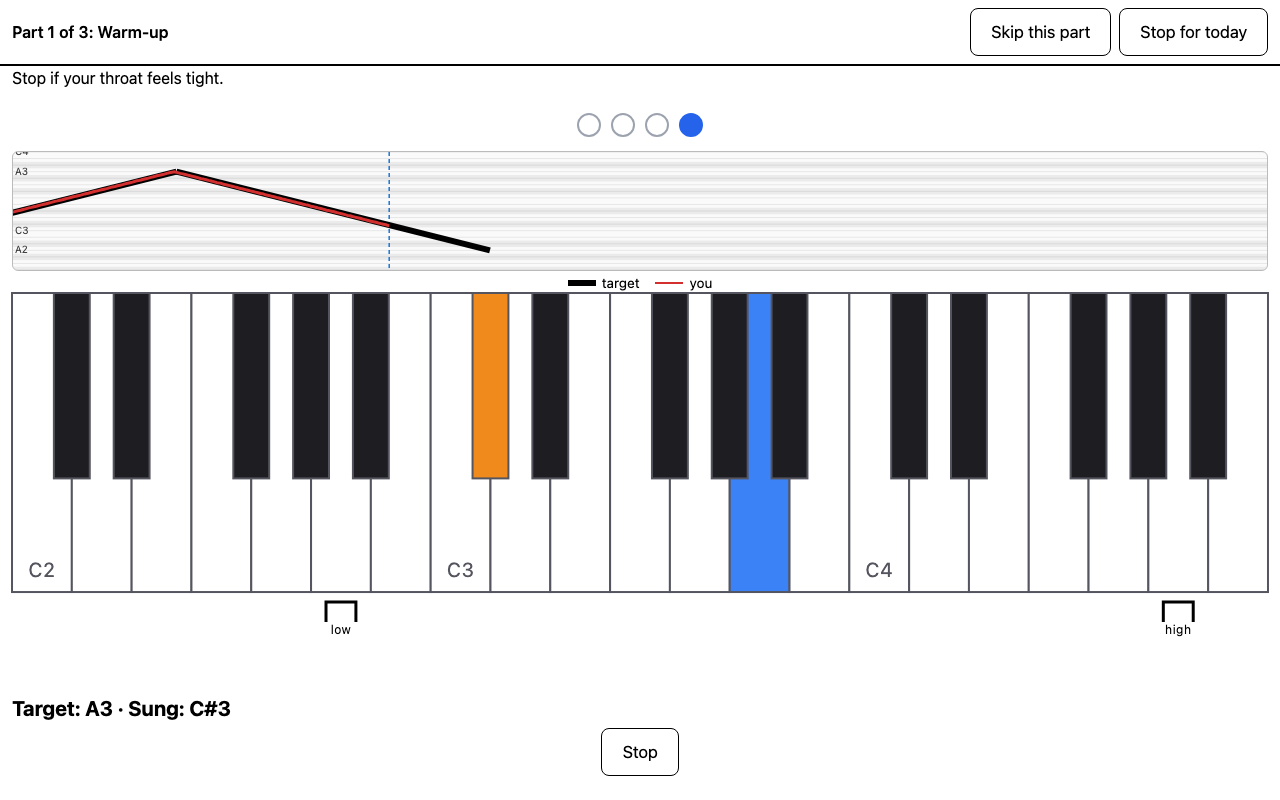 Part 1 of 3: Warm-up
Skip this part
Stop for today
Stop if your throat feels tight.
A3
C3
A2
target
you
C2
C3
C4
low
high
Target: A3 · Sung: C#3
Stop